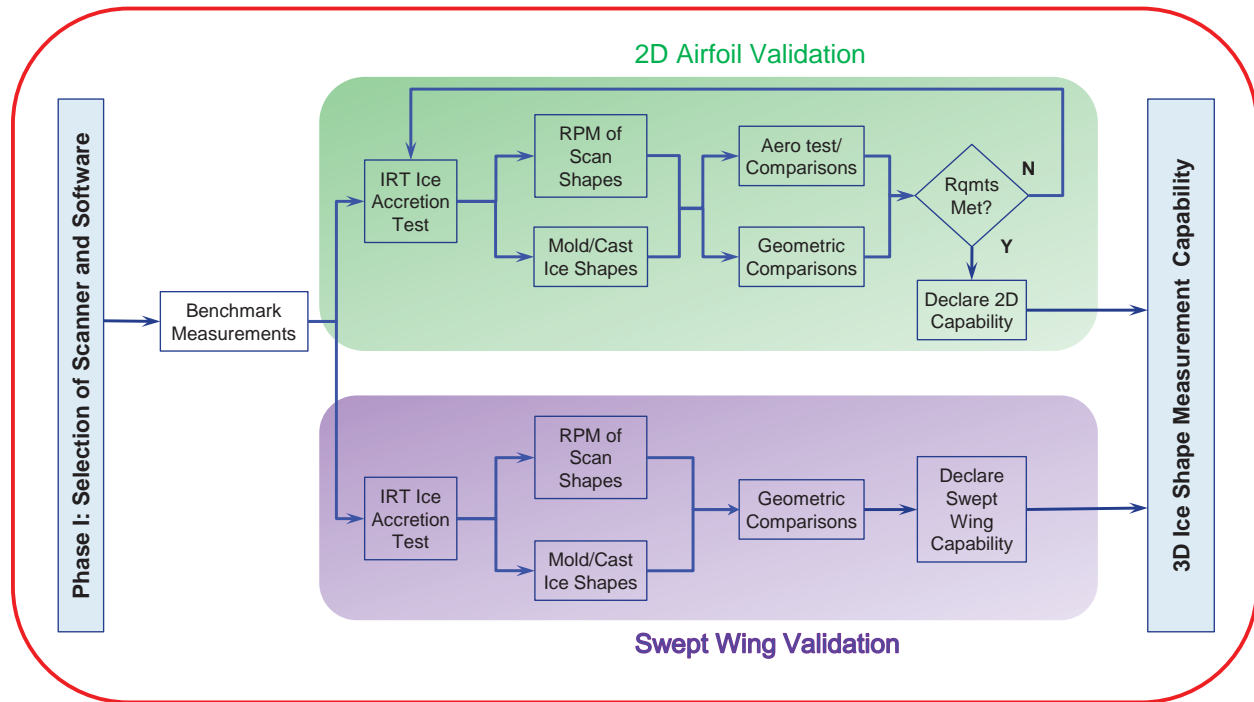 Phase I: Selection of Scanner and Software
Benchmark
Measurements
2D Airfoil Validation
IRT Ice
Accretion
Test
RPM of
Scan
Shapes
Mold/Cast
Ice Shapes
Aero test/
Comparisons
Geometric
Comparisons
Rqmts
Met?
N
Y
Declare 2D
Capability
IRT Ice
Accretion
Test
RPM of
Scan
Shapes
Mold/Cast
Ice Shapes
Geometric
Comparisons
Declare
Swept
Wing
Capability
Swept Wing Validation
3D Ice Shape Measurement Capability